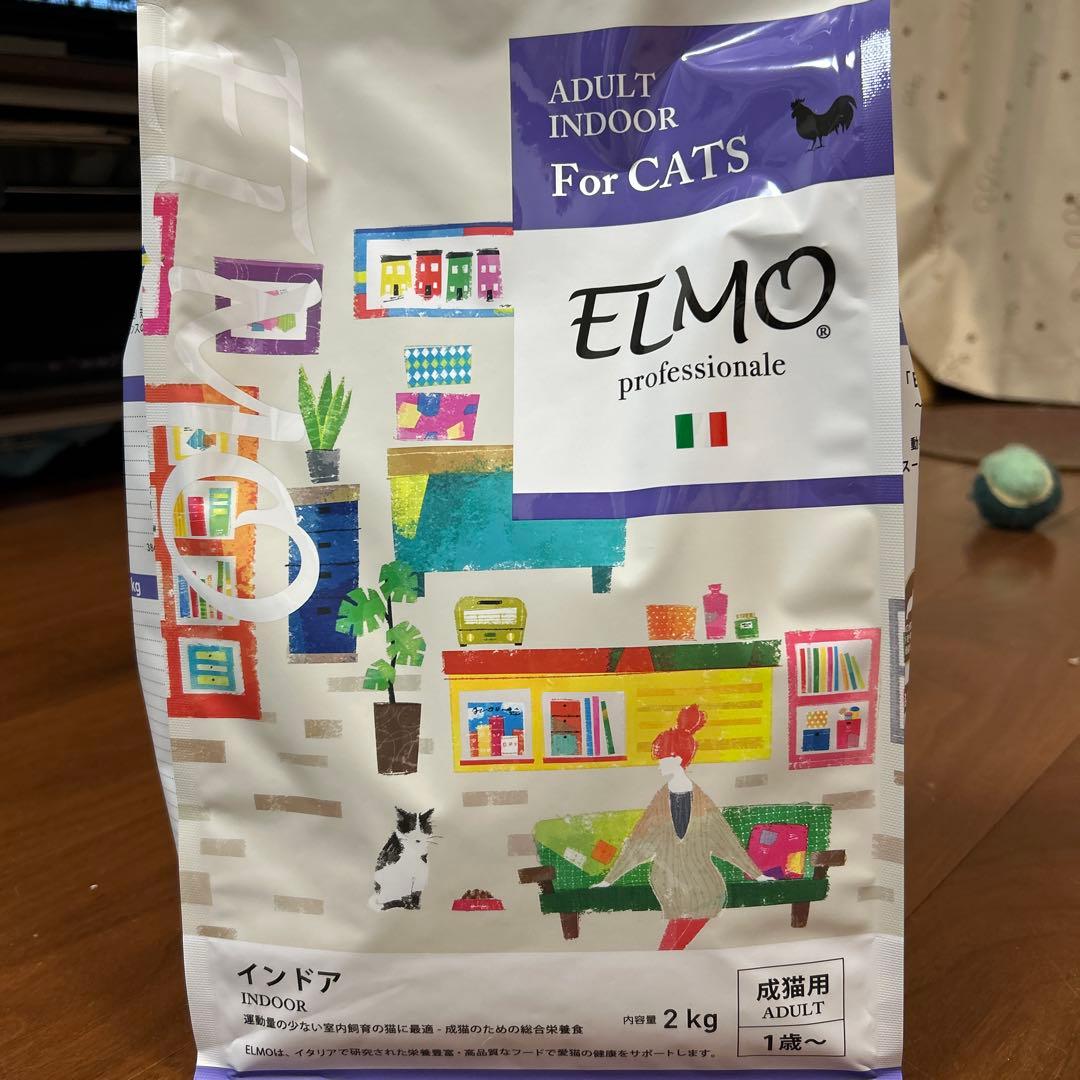 ADULT
INDOOR
For CATS
ELMO®
professionale
ELMO
インドア
INDOOR
運動量の少ない室内飼育の猫に最適 - 成猫のための総合栄養食
ELMOは、イタリアで研究された栄養豊富・高品質なフードで愛猫の健康をサポートします。
内容量 2 kg
成猫用
ADULT
1歳~
kg